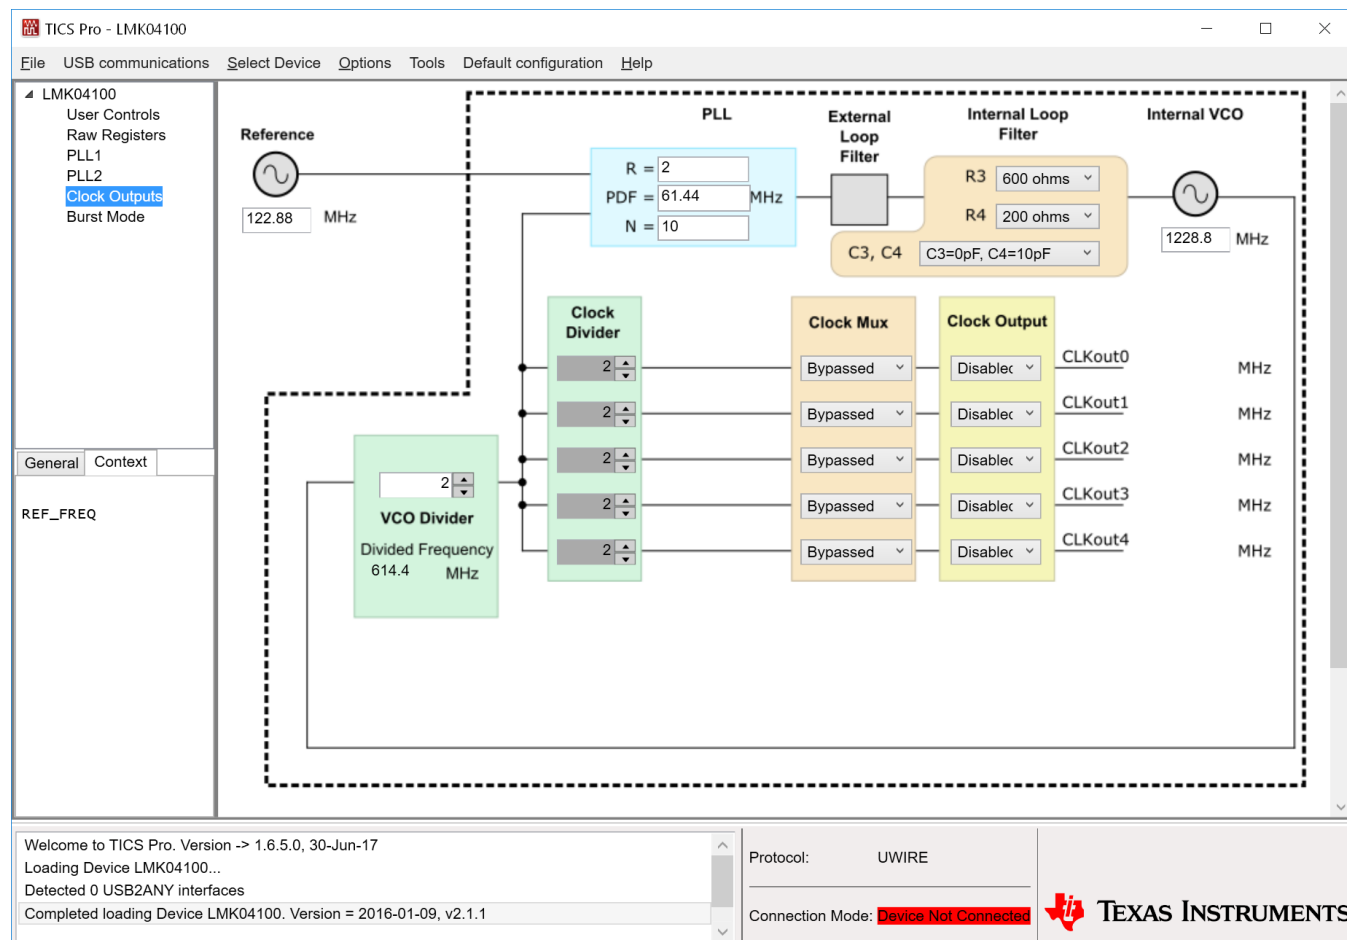 TICS Pro - LMK04100
File USB communications Select Device Options Tools Default configuration Help
LMK04100
User Controls
Raw Registers
PLL1
PLL2
Clock Outputs
Burst Mode
General Context
REF_FREQ
Reference
122.88 MHz
PLL
R = 2
PDF = 61.44 MHz
N = 10
External
Loop
Filter
Internal Loop
Filter
R3 600 ohms
R4 200 ohms
C3, C4 C3=0pF, C4=10pF
Internal VCO
1228.8 MHz
Clock
Divider
Clock Mux
Clock Output
2 Bypassed Disablec CLKout0 MHz
2 Bypassed Disablec CLKout1 MHz
2 Bypassed Disablec CLKout2 MHz
2 Bypassed Disablec CLKout3 MHz
2 Bypassed Disablec CLKout4 MHz
2
VCO Divider
Divided Frequency
614.4 MHz
Welcome to TICS Pro. Version -> 1.6.5.0, 30-Jun-17
Loading Device LMK04100...
Detected 0 USB2ANY interfaces
Completed loading Device LMK04100. Version = 2016-01-09, v2.1.1
Protocol: UWIRE
Connection Mode: Device Not Connected
TEXAS INSTRUMENTS